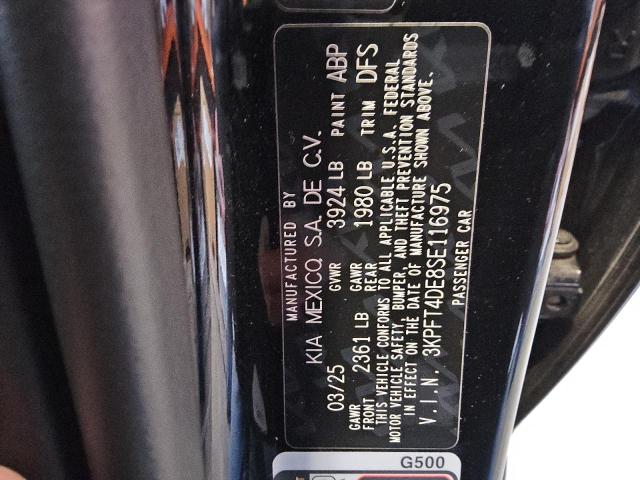 MANUFACTURED BY
KIA MEXICO, S.A. DE C.V.
03/25 GVWR 3924 LB PAINT ABP
GAWR FRONT 2361 LB GAWR REAR 1980 LB TRIM DFS
THIS VEHICLE CONFORMS TO ALL APPLICABLE U.S.A. FEDERAL
MOTOR VEHICLE SAFETY, BUMPER, AND THEFT PREVENTION STANDARDS
IN EFFECT ON THE DATE OF MANUFACTURE SHOWN ABOVE.
V.I.N. 3KPFT4DE8SE116975
PASSENGER CAR
G500